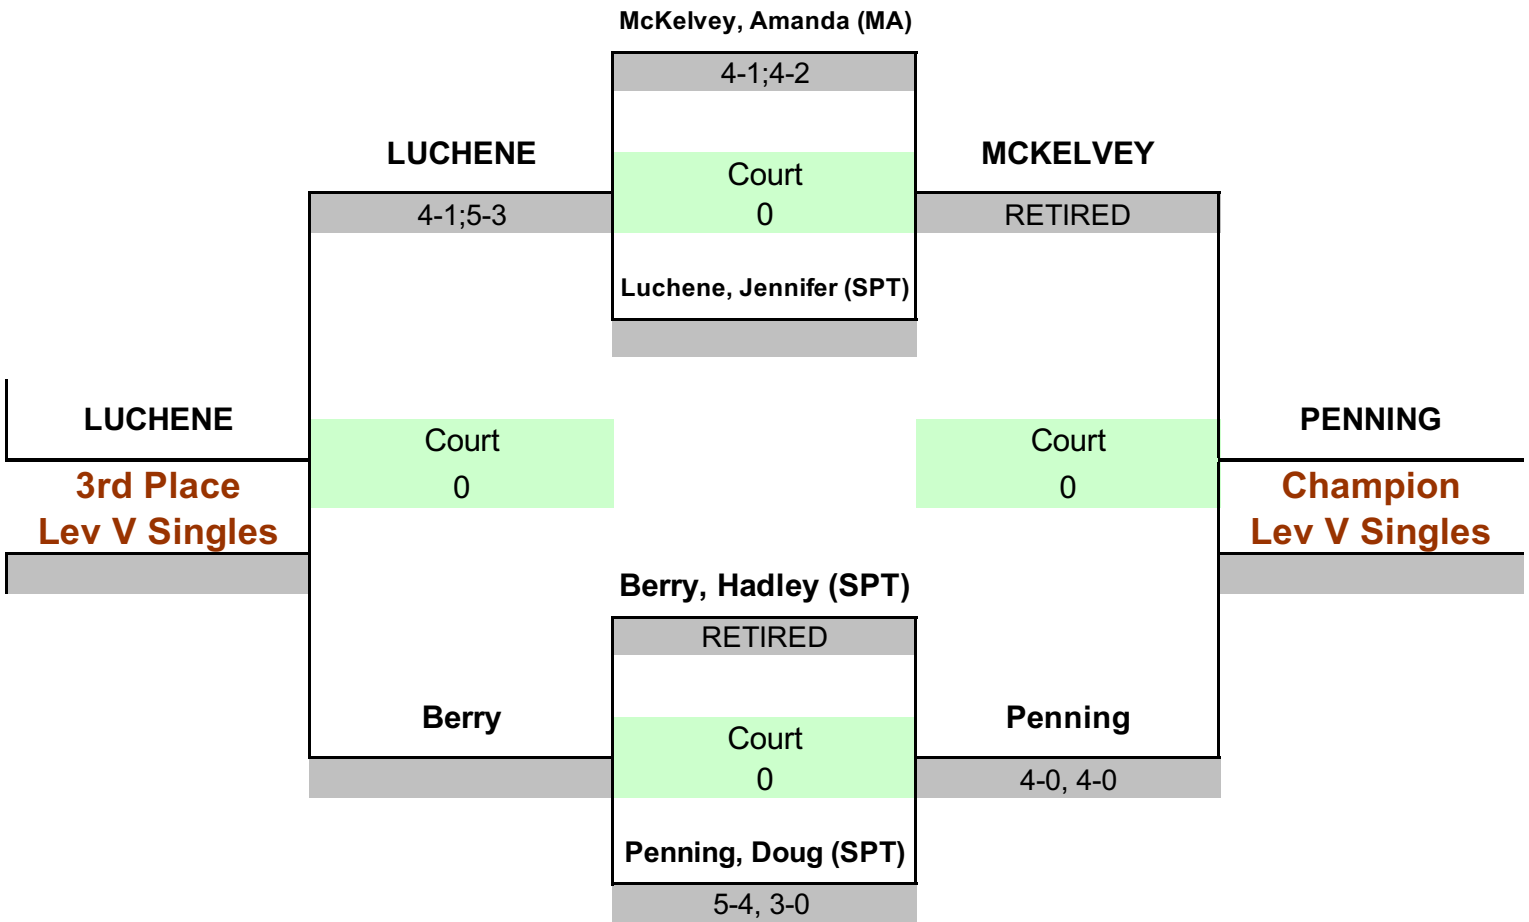 McKelvey, Amanda (MA)
4-1;4-2
LUCHENE
Court
MCKELVEY
4-1;5-3
0
RETIRED
Luchene, Jennifer (SPT)
LUCHENE
Court
Court
PENNING
3rd Place
0
0
Champion
Lev V Singles
Lev V Singles
Berry, Hadley (SPT)
RETIRED
Berry
Court
Penning
0
4-0, 4-0
Penning, Doug (SPT)
5-4, 3-0